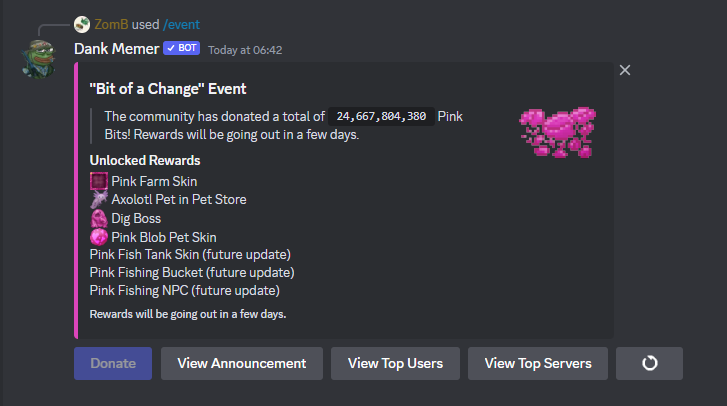 ZomB used /event
Dank Memer ✓ BOT Today at 06:42
"Bit of a Change" Event
The community has donated a total of 24,667,804,380 Pink
Bits! Rewards will be going out in a few days.
Unlocked Rewards
Pink Farm Skin
Axolotl Pet in Pet Store
Dig Boss
Pink Blob Pet Skin
Pink Fish Tank Skin (future update)
Pink Fishing Bucket (future update)
Pink Fishing NPC (future update)
Rewards will be going out in a few days.
Donate View Announcement View Top Users View Top Servers